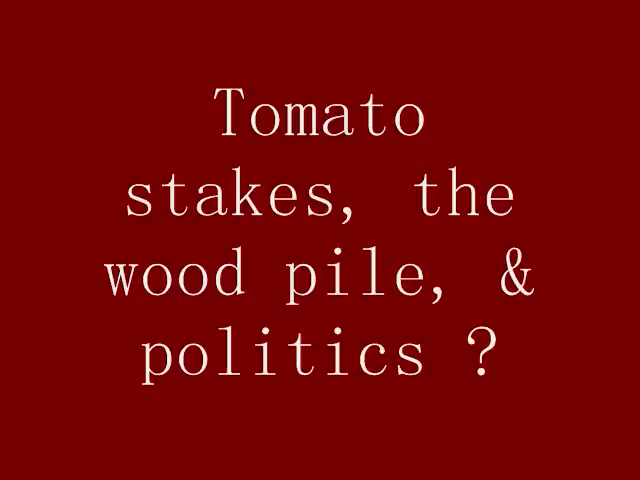 Tomato
stakes, the
wood pile, &
politics ?